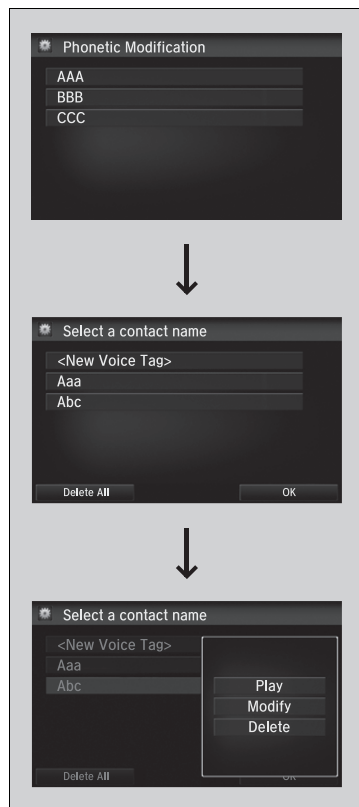 Phonetic Modification
AAA
BBB
CCC
Select a contact name
<New Voice Tag>
Aaa
Abc
Delete All OK
Select a contact name
<New Voice Tag>
Aaa
Abc
Play
Modify
Delete
Delete All OK